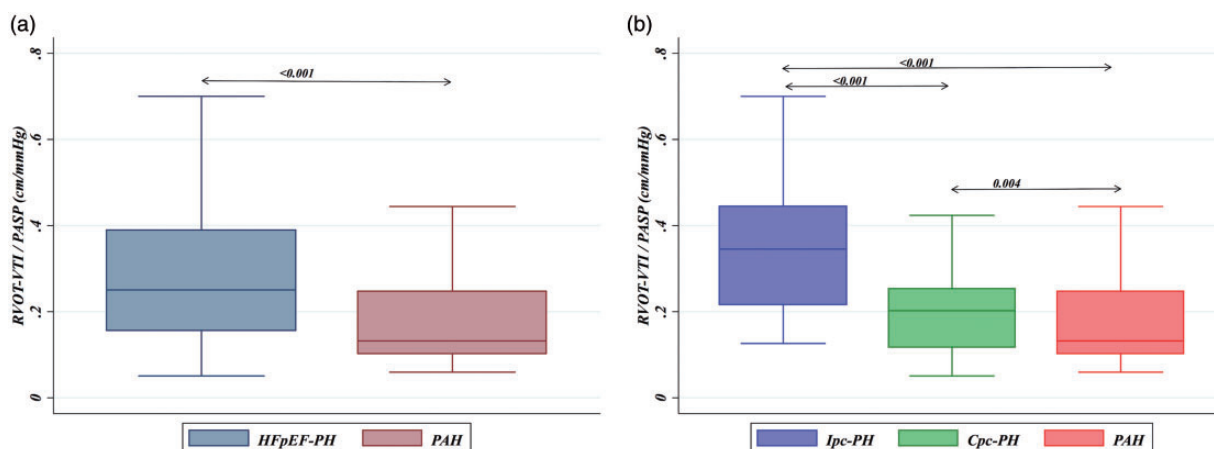 (a)
.8
.6
.4
.2
0
RVOT-VTI / PASP (cm/mmHg)
<0.001
HFpEF-PH PAH
(b)
.8
.6
.4
.2
0
RVOT-VTI / PASP (cm/mmHg)
<0.001
<0.001
0.004
Ipc-PH Cpc-PH PAH